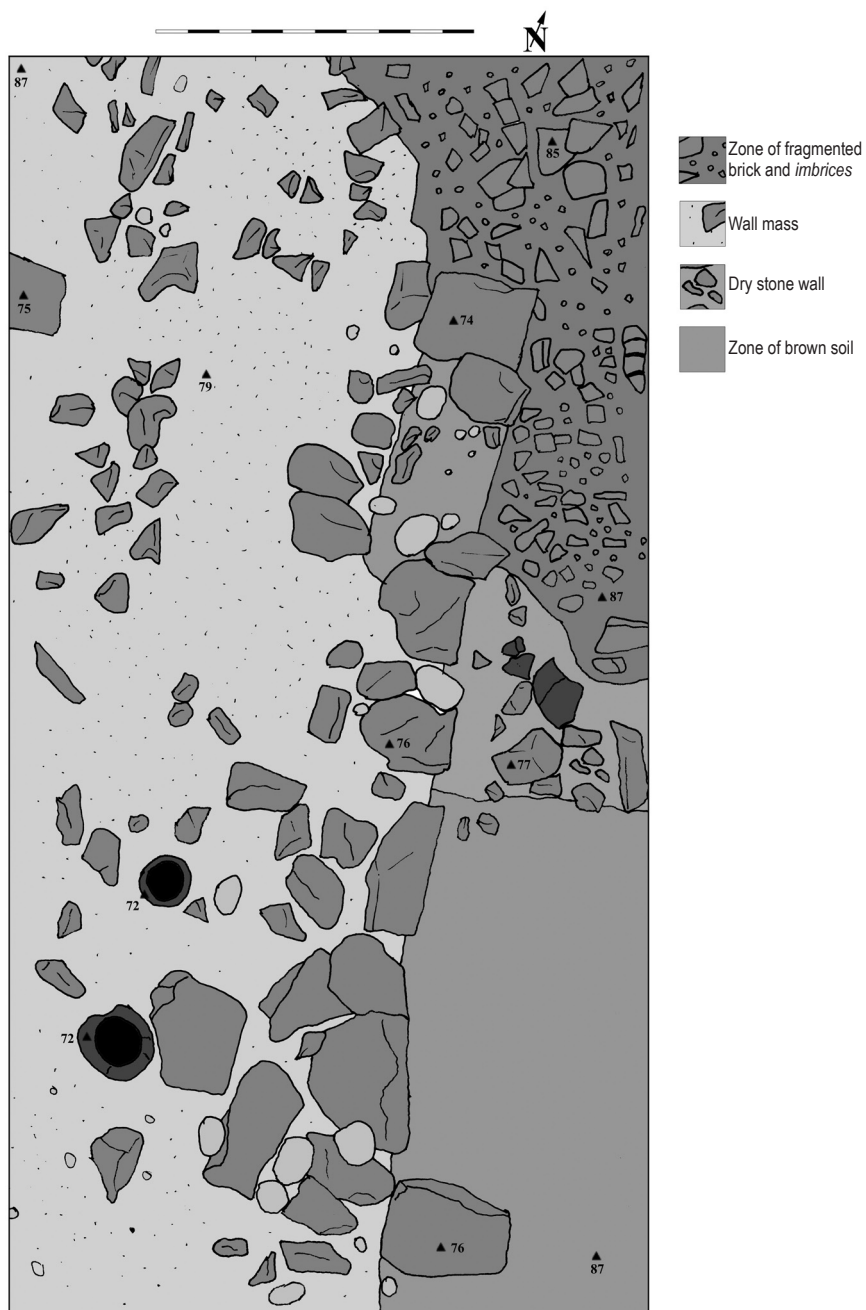 N
87
85
Zone of fragmented
brick and imbrices
Wall mass
75
74
Dry stone wall
Zone of brown soil
79
87
76
77
72
72
76
87